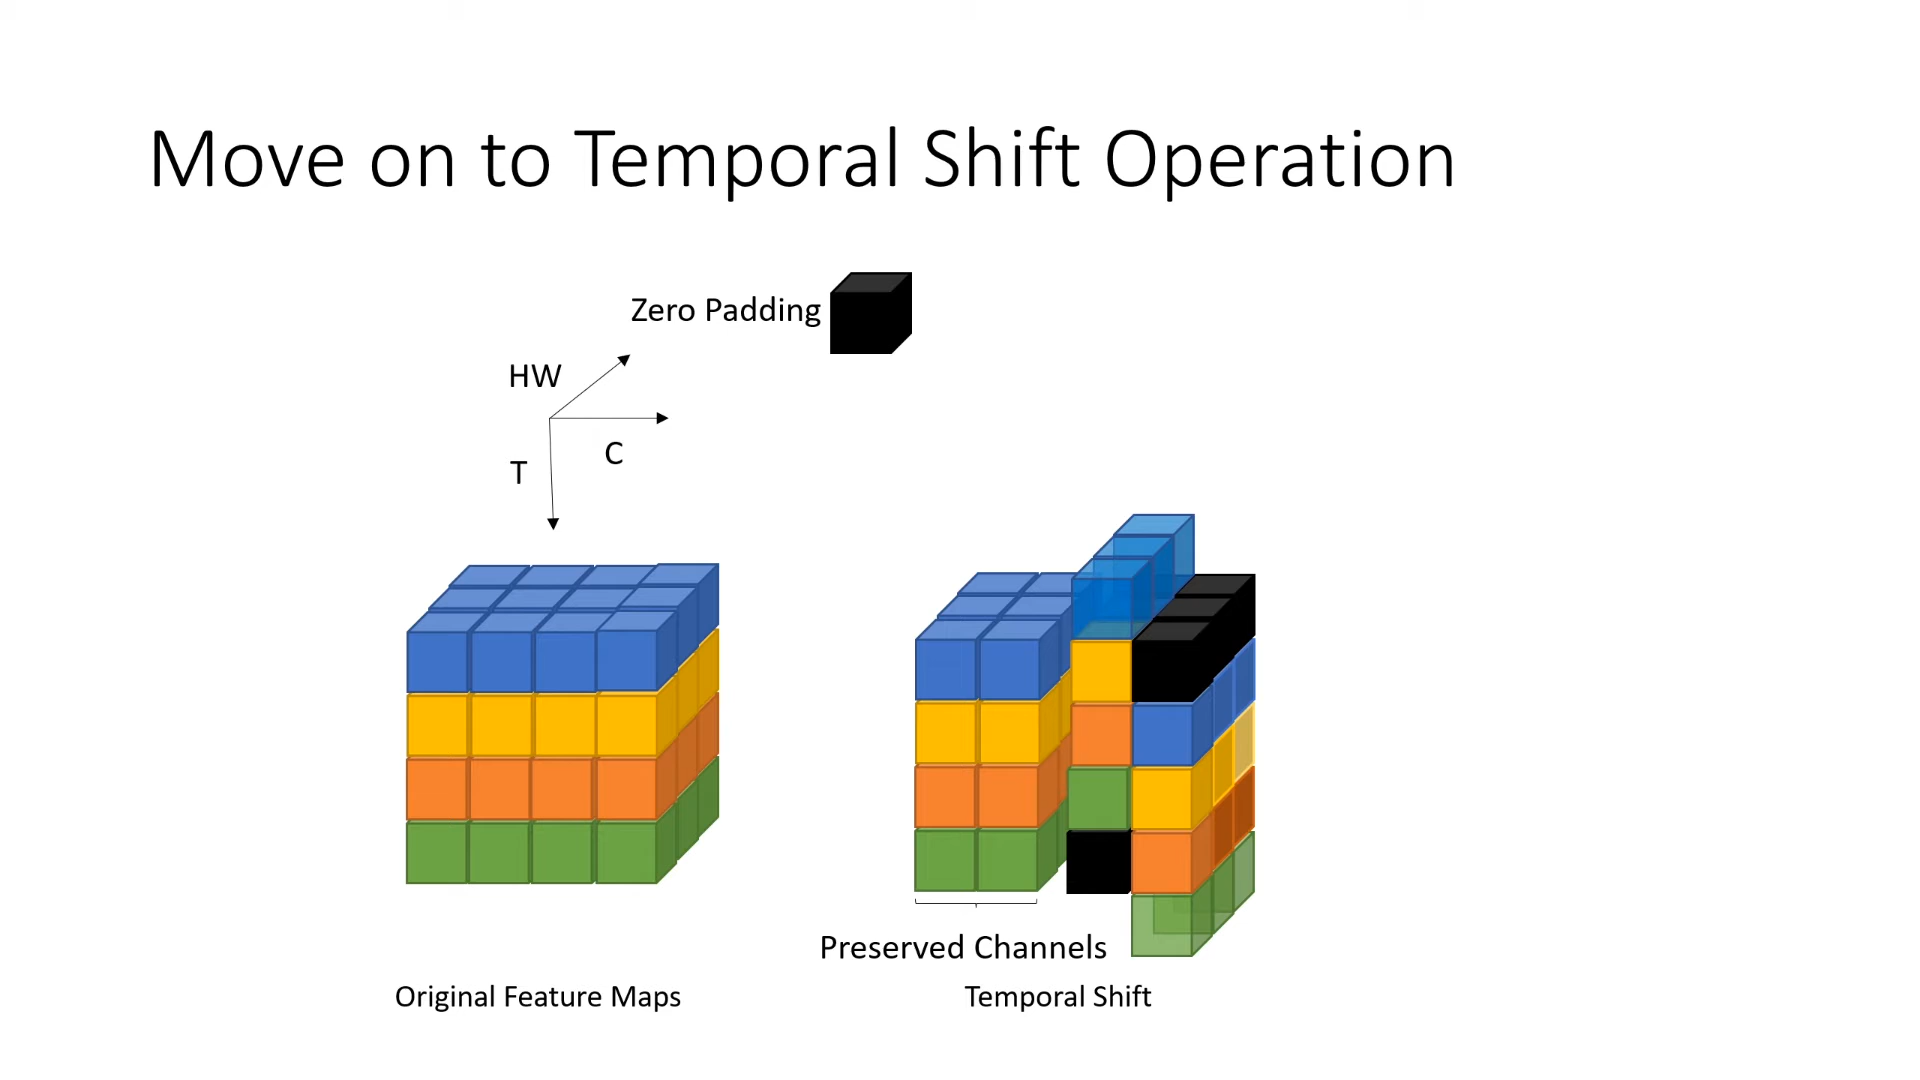 Move on to Temporal Shift Operation
Zero Padding
HW
C
T
Preserved Channels
Original Feature Maps
Temporal Shift